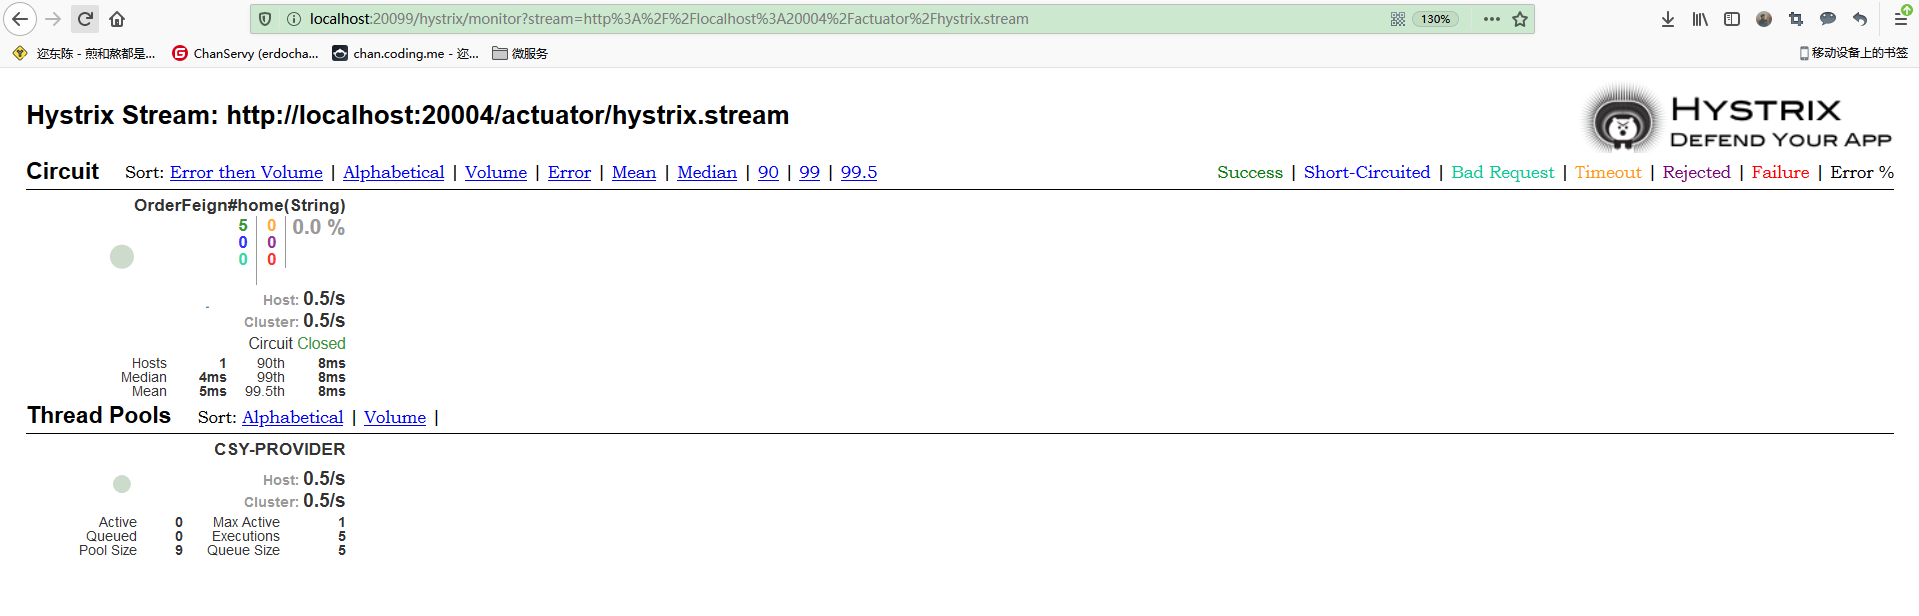 localhost:20099/hystrix/monitor?stream=http%3A%2F%2Flocalhost%3A20004%2Factuator%2Fhystrix.stream 130%
迩东陈 - 煎和熬都是... ChanServy (erdocha... chan.coding.me - 迩... 微服务 移动设备上的书签
Hystrix Stream: http://localhost:20004/actuator/hystrix.stream
HYSTRIX
DEFEND YOUR APP
Circuit Sort: Error then Volume | Alphabetical | Volume | Error | Mean | Median | 90 | 99 | 99.5 Success | Short-Circuited | Bad Request | Timeout | Rejected | Failure | Error %
OrderFeign#home(String)
5 0 0.0 %
0 0
0 0
Host: 0.5/s
Cluster: 0.5/s
Circuit Closed
Hosts 1 90th 8ms
Median 4ms 99th 8ms
Mean 5ms 99.5th 8ms
Thread Pools Sort: Alphabetical | Volume |
CSY-PROVIDER
Host: 0.5/s
Cluster: 0.5/s
Active 0 Max Active 1
Queued 0 Executions 5
Pool Size 9 Queue Size 5